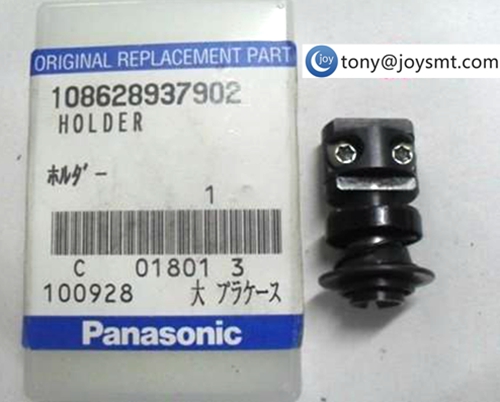 joy
tony@joysmt.com
ORIGINAL REPLACEMENT PART
108628937902
HOLDER
ホルダー
1
C 01801 3
100928 大 プラケース
Panasonic